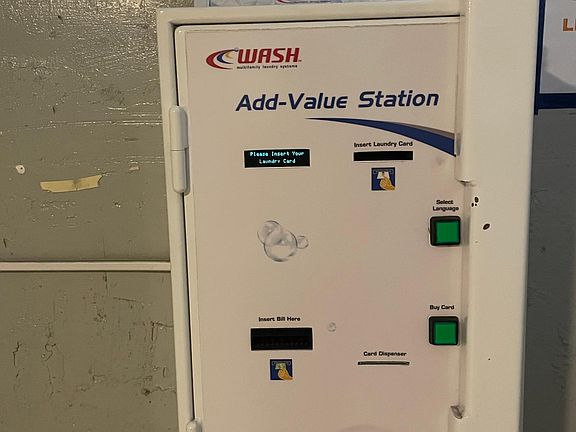 WASH
multifamily laundry systems
Add-Value Station
Please Insert Your
Laundry Card
Insert Laundry Card
Select
Language
Insert Bill Here
Buy Card
Card Dispenser